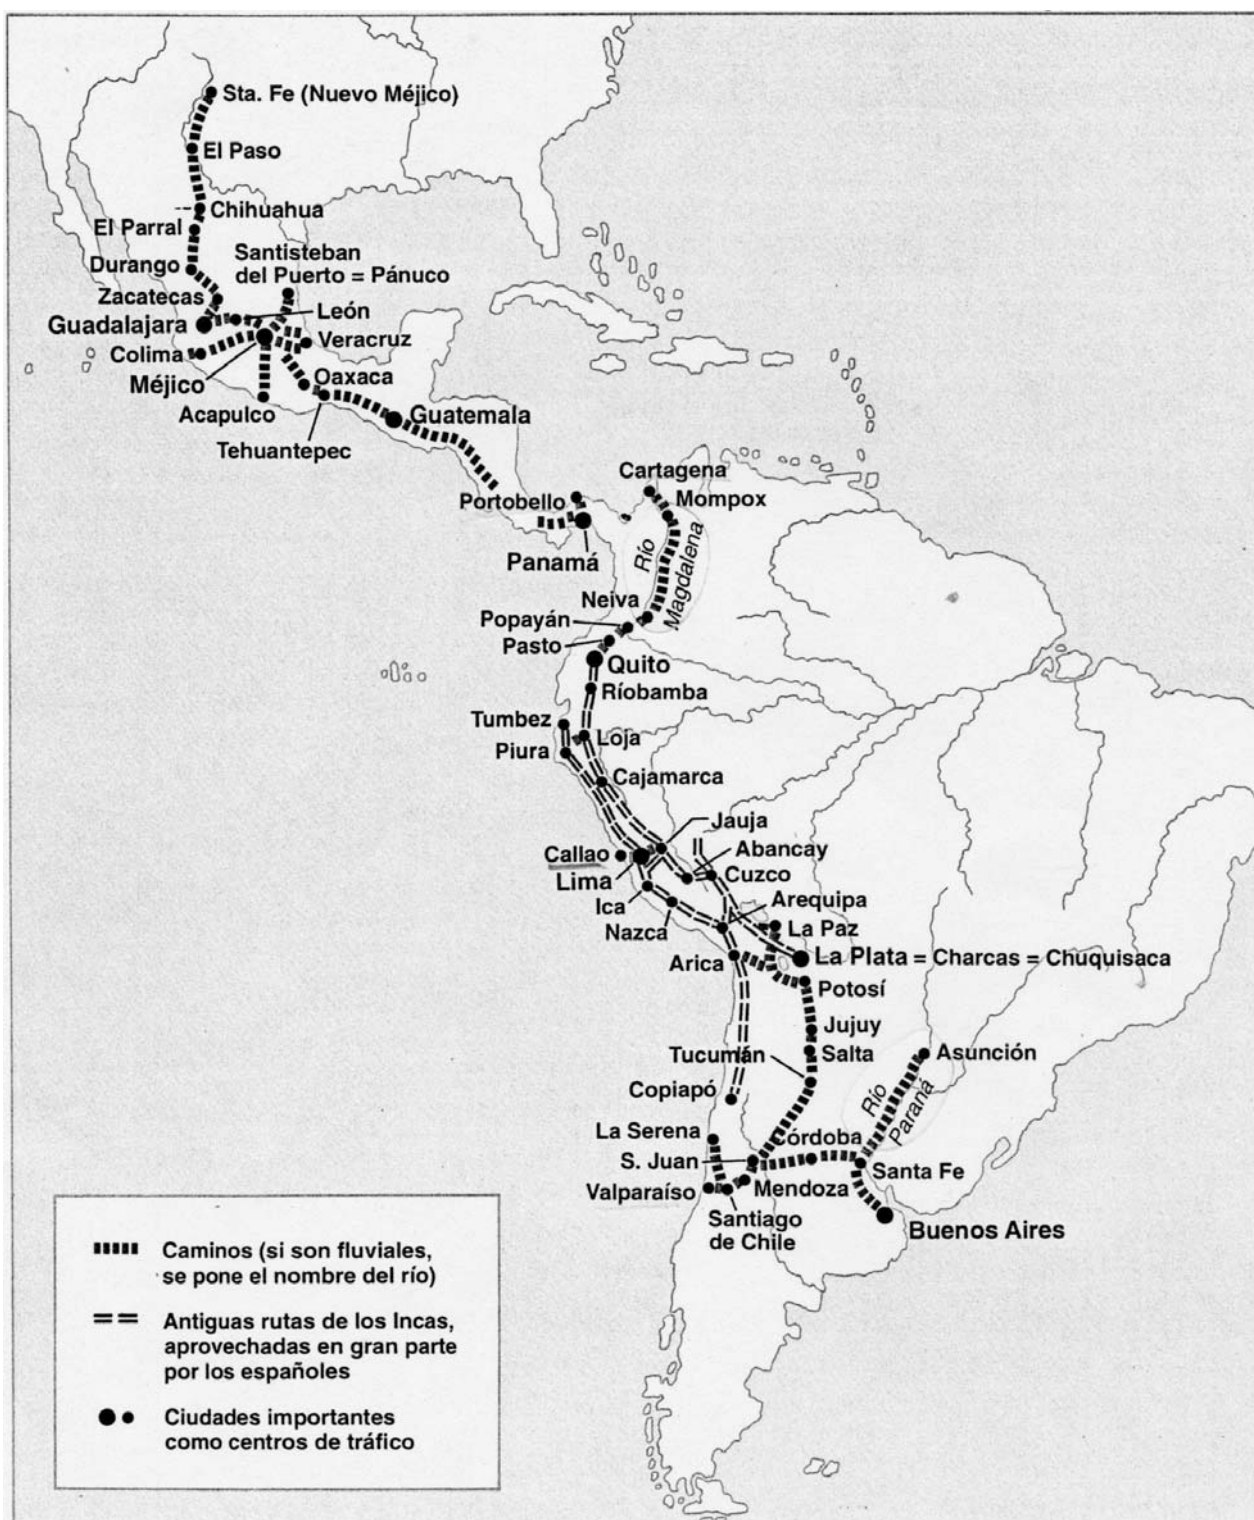 Sta. Fe (Nuevo Méjico)
El Paso
Chihuahua
El Parral
Santisteban
del Puerto = Pánuco
Durango
Zacatecas
León
Guadalajara
Veracruz
Colima
Méjico
Oaxaca
Acapulco
Guatemala
Tehuantepec
Cartagena
Portobello
Mompox
Panamá
Río
Magdalena
Neiva
Popayán
Pasto
Quito
Ríobamba
Tumbez
Loja
Piura
Cajamarca
Jauja
Callao
Abancay
Lima
Cuzco
Ica
Arequipa
Nazca
La Paz
Arica
La Plata = Charcas = Chuquisaca
Potosí
Jujuy
Tucumán
Salta
Asunción
Copiapó
Río
Paraná
La Serena
Córdoba
S. Juan
Santa Fe
Valparaíso
Mendoza
Santiago
de Chile
Buenos Aires
Caminos (si son fluviales,
se pone el nombre del río)
Antiguas rutas de los Incas,
aprovechadas en gran parte
por los españoles
Ciudades importantes
como centros de tráfico